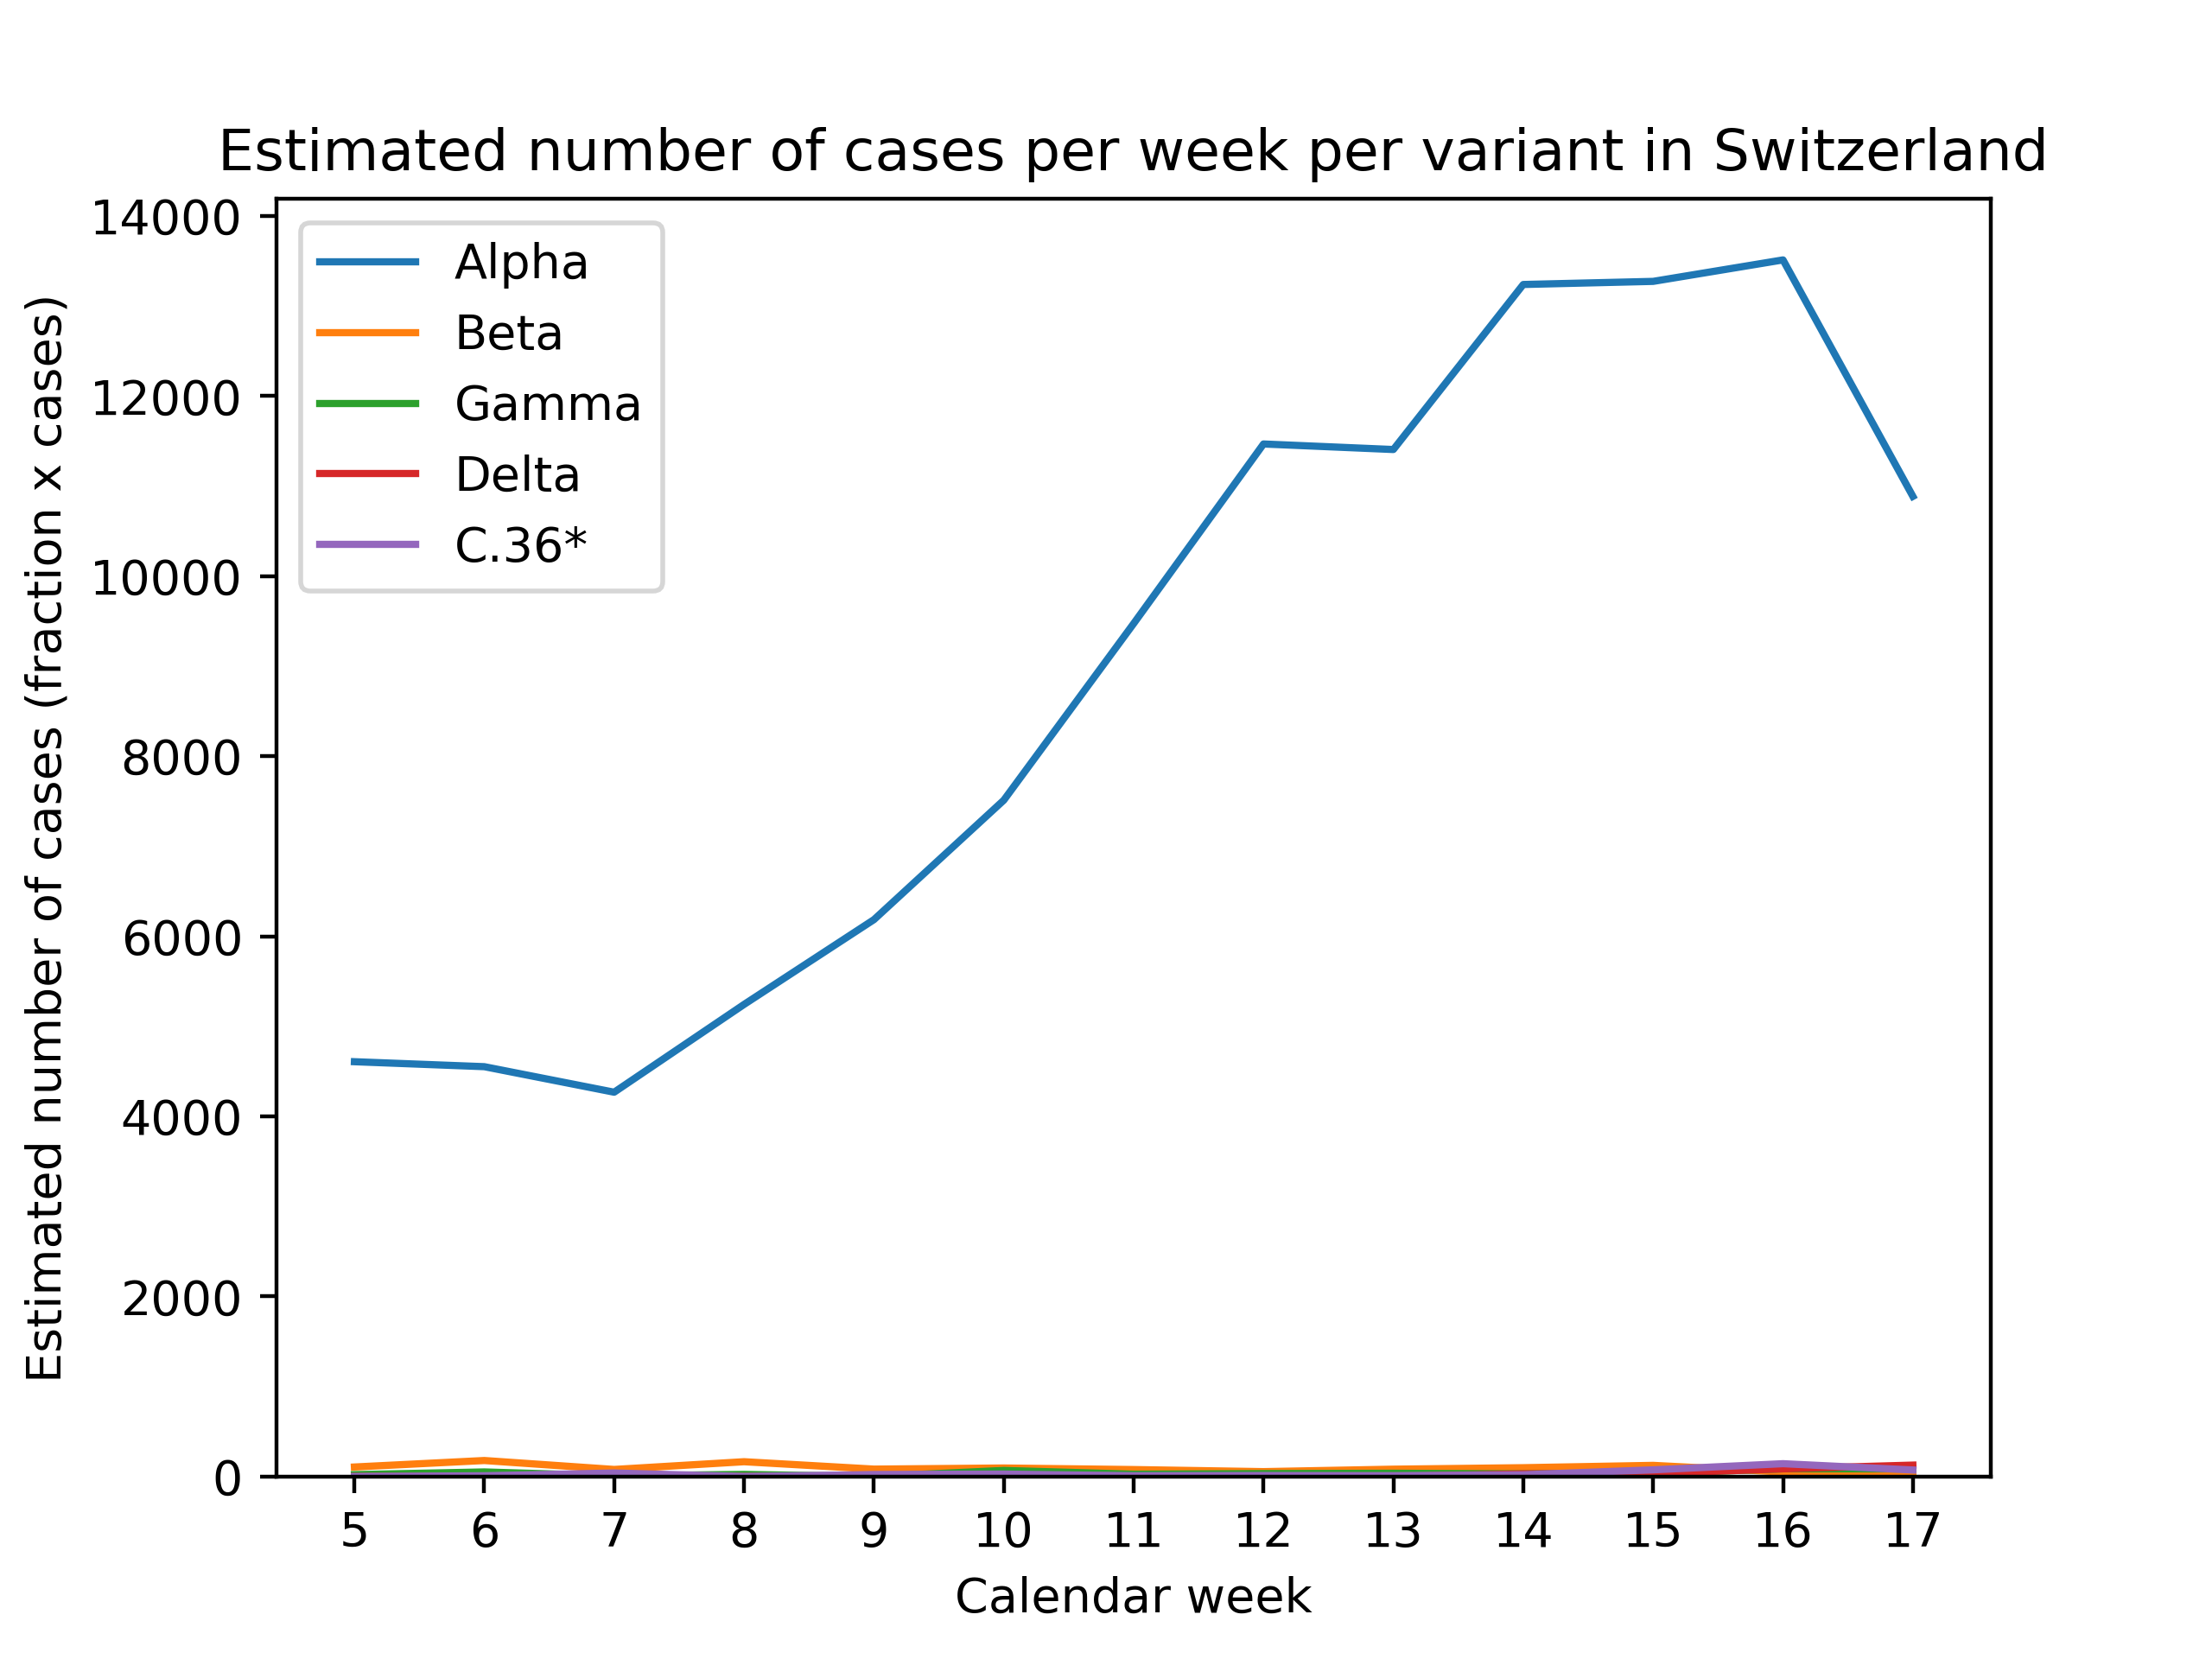 Estimated number of cases per week per variant in Switzerland
Estimated number of cases (fraction x cases)
14000
12000
10000
8000
6000
4000
2000
0
Alpha
Beta
Gamma
Delta
C.36*
5 6 7 8 9 10 11 12 13 14 15 16 17
Calendar week